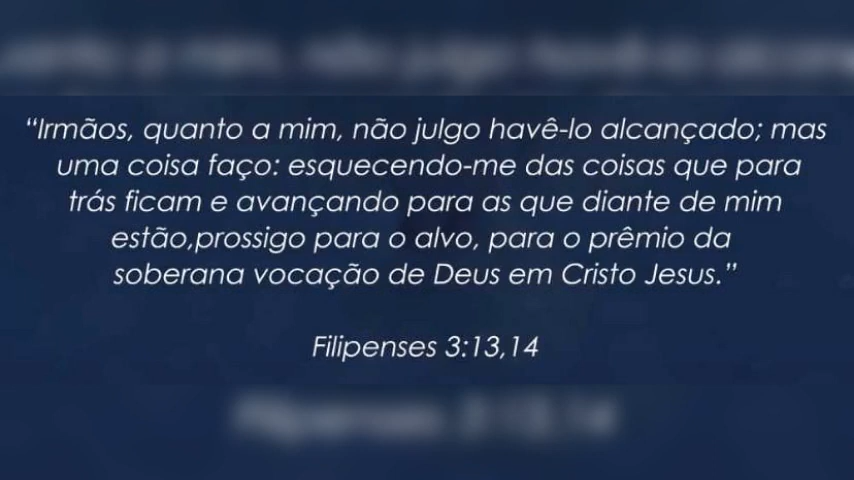 “Irmãos, quanto a mim, não julgo havê-lo alcançado; mas
uma coisa faço: esquecendo-me das coisas que para
trás ficam e avançando para as que diante de mim
estão,prossigo para o alvo, para o prêmio da
soberana vocação de Deus em Cristo Jesus.”
Filipenses 3:13,14